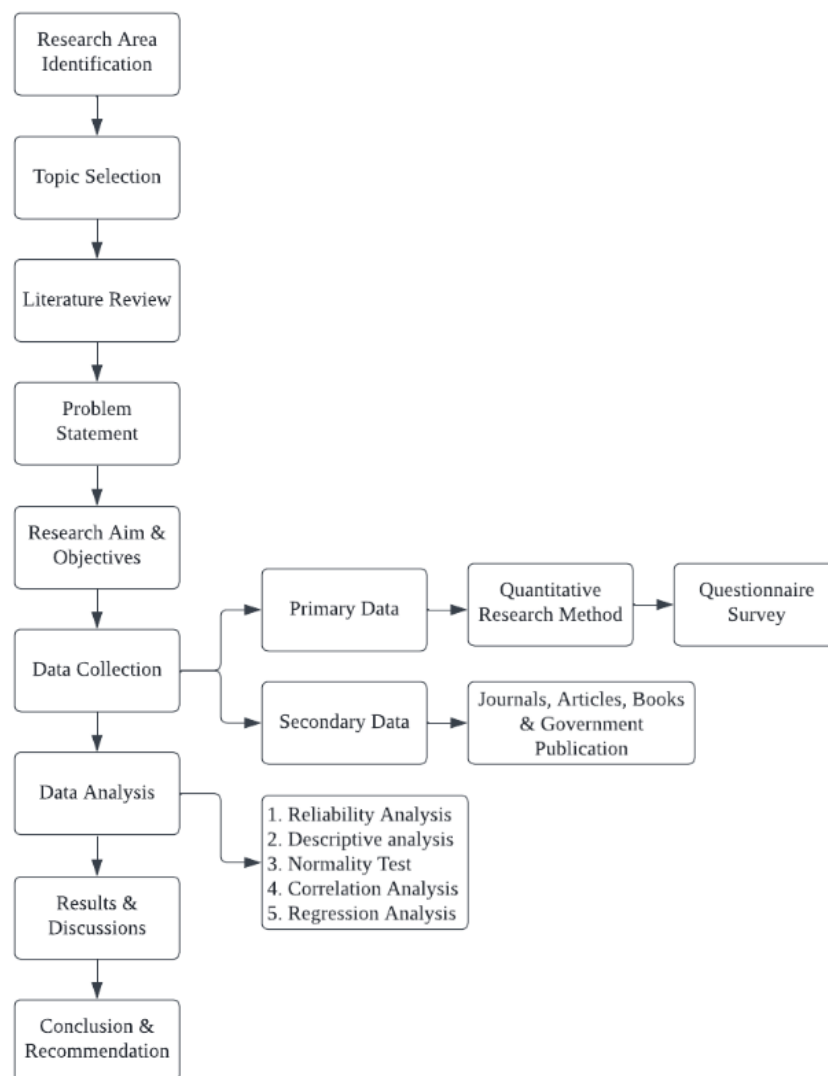 Research Area
Identification
Topic Selection
Literature Review
Problem
Statement
Research Aim &
Objectives
Data Collection
Primary Data
Quantitative
Research Method
Questionnaire
Survey
Secondary Data
Journals, Articles, Books
& Government
Publication
Data Analysis
1. Reliability Analysis
2. Descriptive analysis
3. Normality Test
4. Correlation Analysis
5. Regression Analysis
Results &
Discussions
Conclusion &
Recommendation